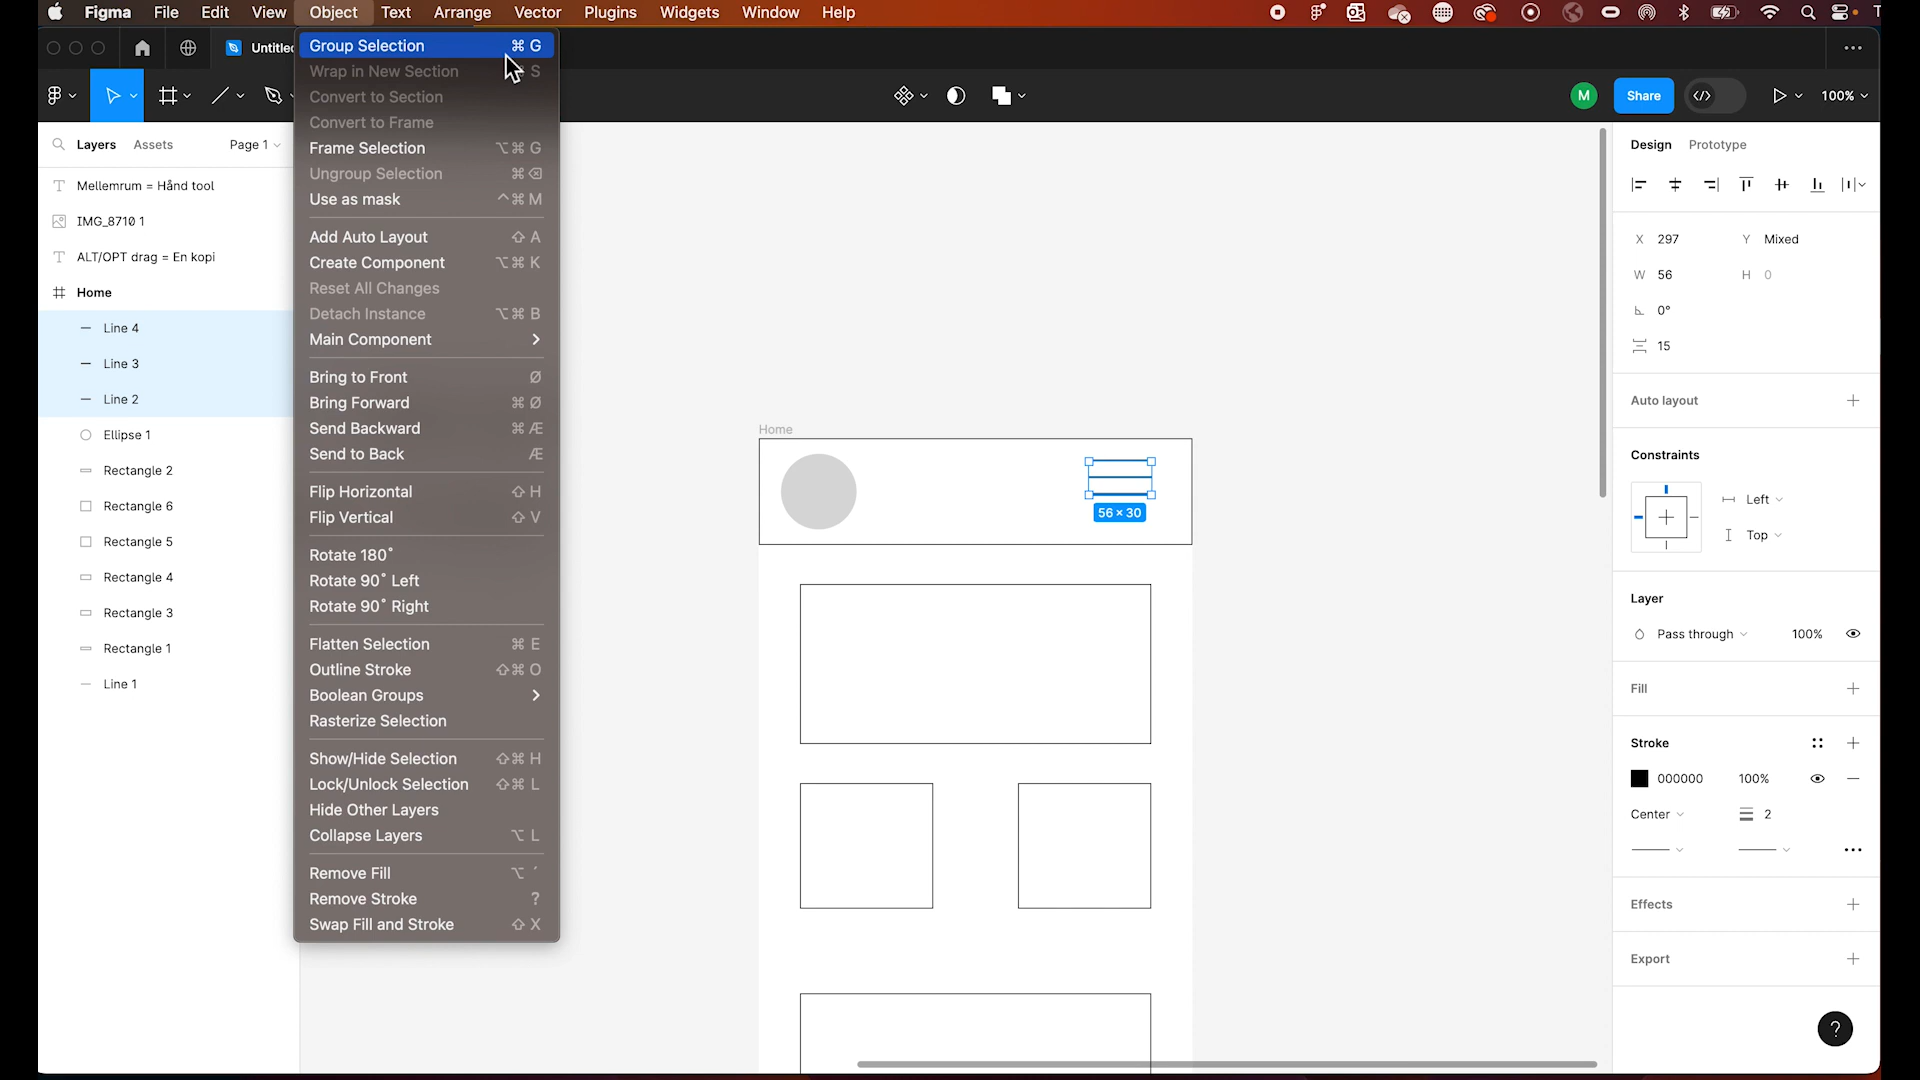 Figma File Edit View Object Text Arrange Vector Plugins Widgets Window Help
Group Selection ⌘ G
Wrap in New Section S
Convert to Section
Convert to Frame
Frame Selection ⌥⌘ G
Ungroup Selection ⌘⌫
Use as mask ^⌘ M
Add Auto Layout ⇧ A
Create Component ⌥⌘ K
Reset All Changes
Detach Instance ⌥⌘ B
Main Component >
Bring to Front Ø
Bring Forward ⌘ Ø
Send Backward ⌘ Æ
Send to Back Æ
Flip Horizontal ⇧ H
Flip Vertical ⇧ V
Rotate 180°
Rotate 90° Left
Rotate 90° Right
Flatten Selection ⌘ E
Outline Stroke ⇧⌘ O
Boolean Groups >
Rasterize Selection
Show/Hide Selection ⇧⌘ H
Lock/Unlock Selection ⇧⌘ L
Hide Other Layers
Collapse Layers ⌥ L
Remove Fill ⌥ ´
Remove Stroke ?
Swap Fill and Stroke ⇧ X
M Share 100%
Layers Assets Page 1
Mellemrum = Hånd tool
IMG_8710 1
ALT/OPT drag = En kopi
Home
Line 4
Line 3
Line 2
Ellipse 1
Rectangle 2
Rectangle 6
Rectangle 5
Rectangle 4
Rectangle 3
Rectangle 1
Line 1
Home
56 × 30
Design Prototype
X 297 Y Mixed
W 56 H 0
0°
15
Auto layout
Constraints
Left
Top
Layer
Pass through 100%
Fill
Stroke
000000 100%
Center 2
Effects
Export
?